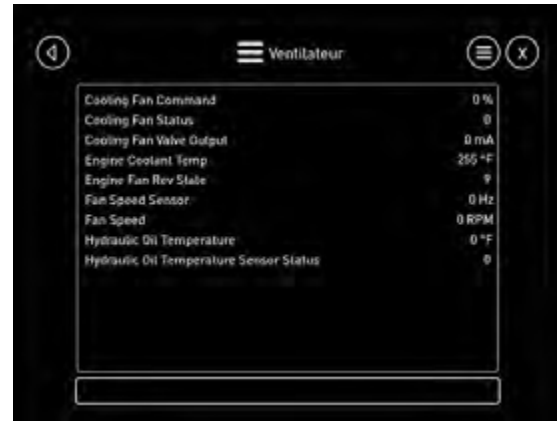 Ventilateur
X
Cooling Fan Command 0 %
Cooling Fan Status 0
Cooling Fan Valve Output 0 mA
Engine Coolant Temp -255 °F
Engine Fan Rev State 9
Fan Speed Sensor 0 Hz
Fan Speed 0 RPM
Hydraulic Oil Temperature 0 °F
Hydraulic Oil Temperature Sensor Status 0